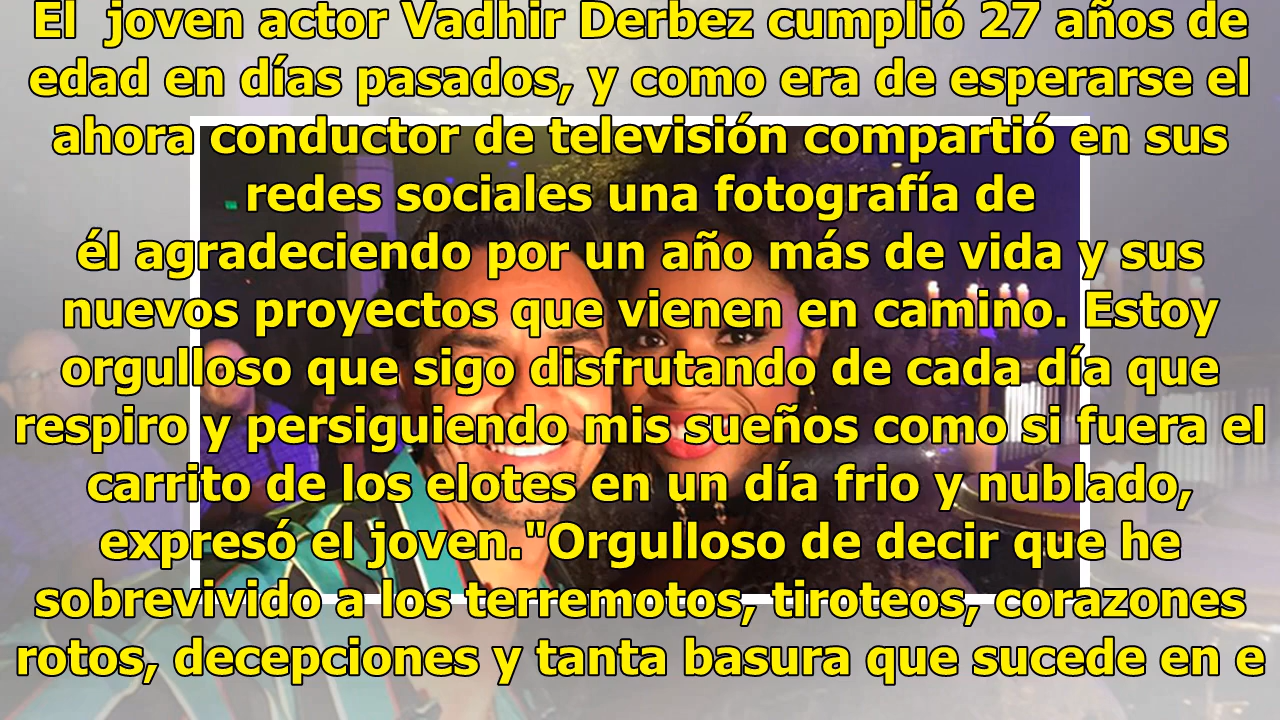 El  joven actor Vadhir Derbez cumplió 27 años de
edad en días pasados, y como era de esperarse el
ahora conductor de televisión compartió en sus
redes sociales una fotografía de
él agradeciendo por un año más de vida y sus
nuevos proyectos que vienen en camino. Estoy
orgulloso que sigo disfrutando de cada día que
respiro y persiguiendo mis sueños como si fuera el
carrito de los elotes en un día frio y nublado,
expresó el joven."Orgulloso de decir que he
sobrevivido a los terremotos, tiroteos, corazones
rotos, decepciones y tanta basura que sucede en e